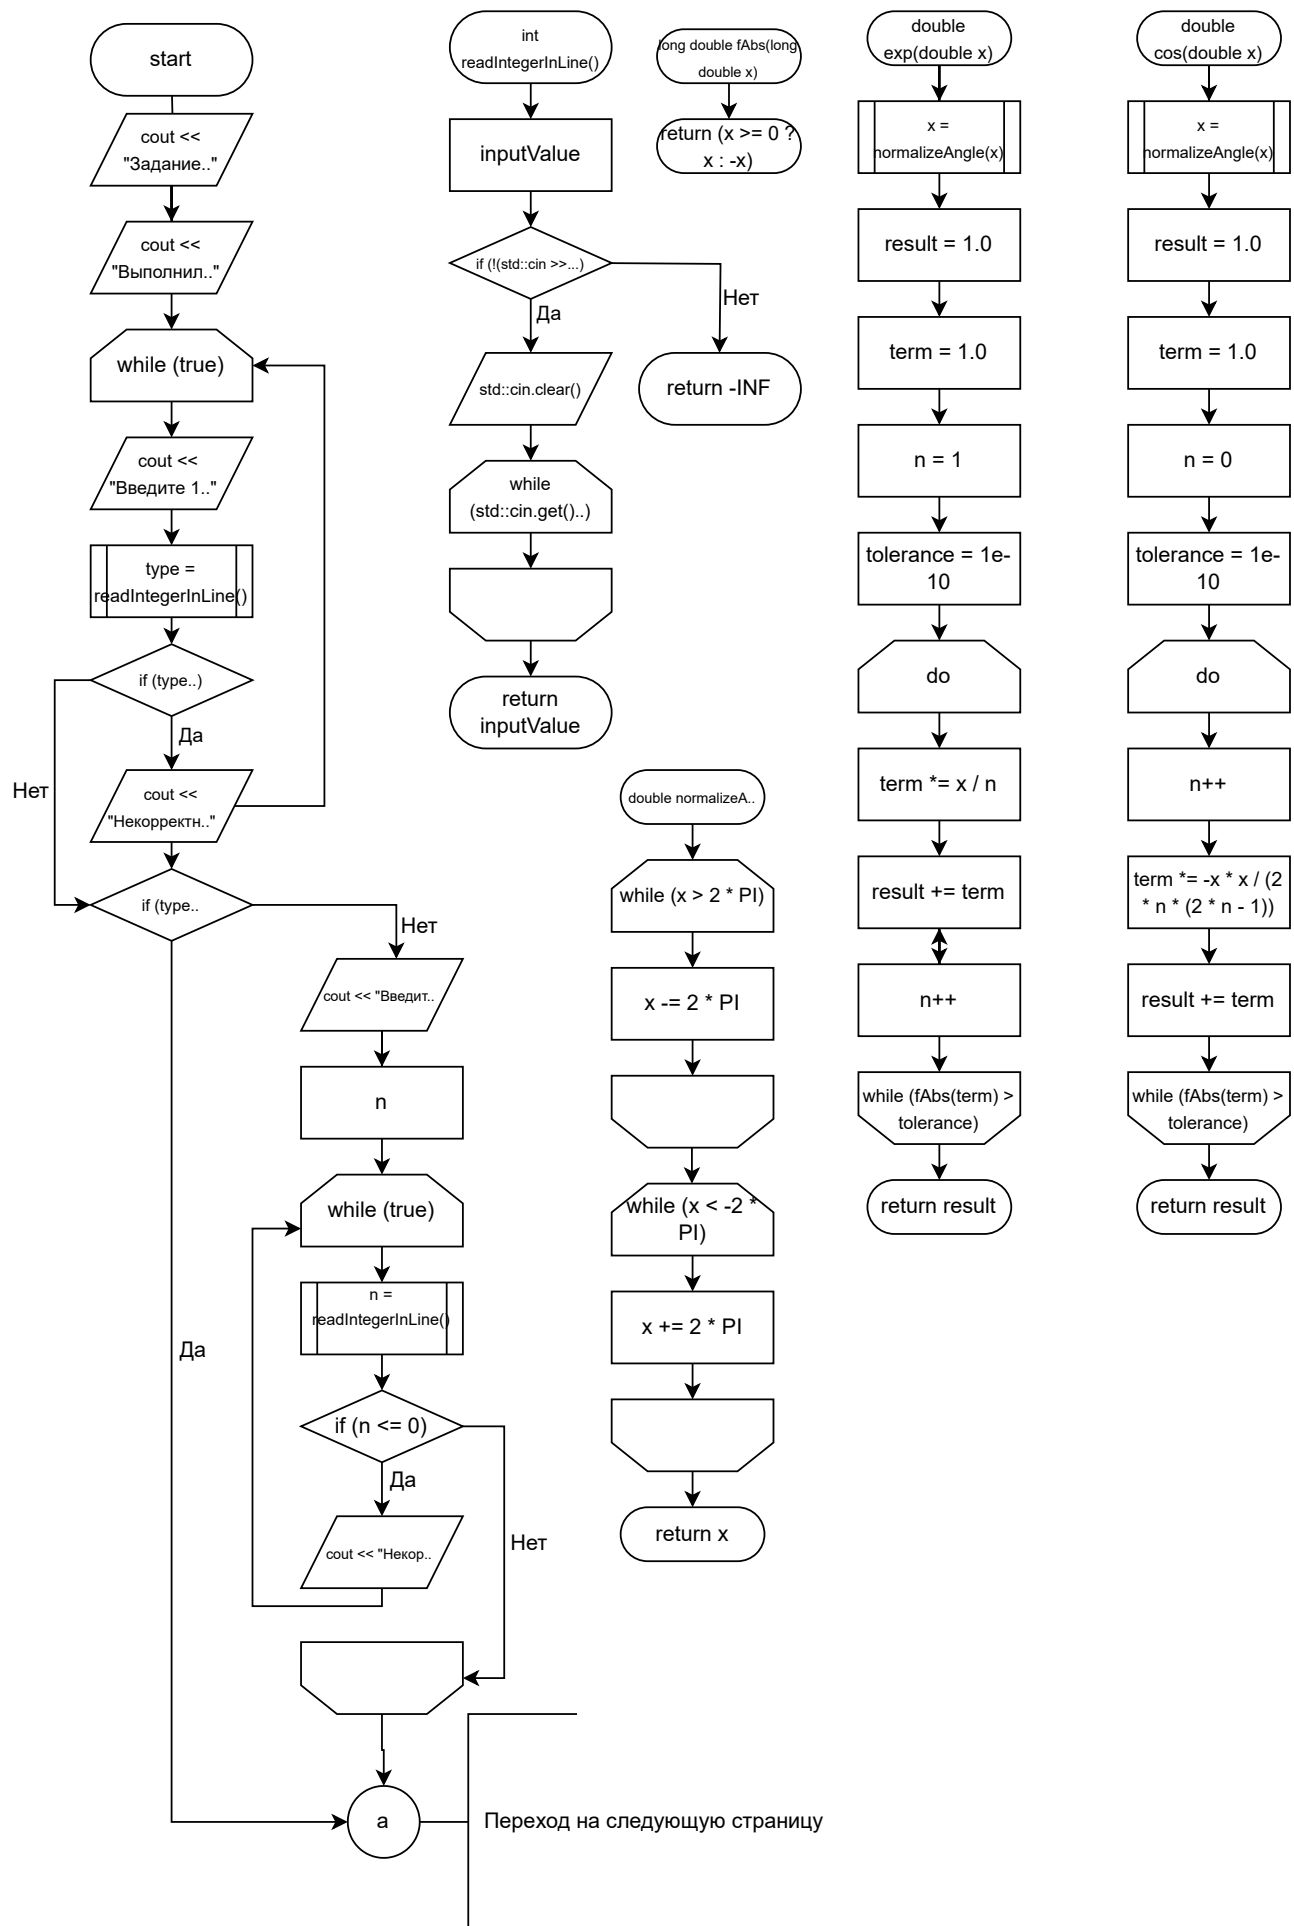 start
cout <<
"Задание.."
cout <<
"Выполнил.."
while (true)
cout <<
"Введите 1.."
type =
readIntegerInLine()
if (type..)
Да
Нет
cout <<
"Некорректн.."
if (type..
Нет
cout << "Введит..
n
while (true)
n =
readIntegerInLine()
if (n <= 0)
Да
Нет
cout << "Некор..
Да
a
Переход на следующую страницу
int
readIntegerInLine()
inputValue
if (!(std::cin >>...)
Да
Нет
return -INF
std::cin.clear()
while
(std::cin.get()..)
return
inputValue
long double fAbs(long
double x)
return (x >= 0 ?
x : -x)
double normalizeA..
while (x > 2 * PI)
x -= 2 * PI
while (x < -2 *
PI)
x += 2 * PI
return x
double
exp(double x)
x =
normalizeAngle(x)
result = 1.0
term = 1.0
n = 1
tolerance = 1e-
10
do
term *= x / n
result += term
n++
while (fAbs(term) >
tolerance)
return result
double
cos(double x)
x =
normalizeAngle(x)
result = 1.0
term = 1.0
n = 0
tolerance = 1e-
10
do
n++
term *= -x * x / (2
* n * (2 * n - 1))
result += term
while (fAbs(term) >
tolerance)
return result